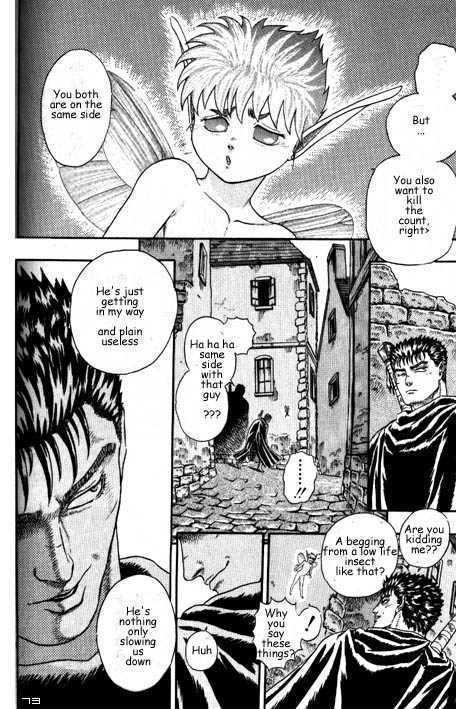 But
...
You also
want to
kill
the
count,
right>
You both
are on the
same side
Ha ha ha
same
side
with
that
guy
???
......!!
He's just
getting
in my way
and plain
useless
Are you
kidding
me??
A begging
from a low life
insect
like that?
!
Why
you
say
these
things?
Huh
He's
nothing
only
slowing
us
down
73